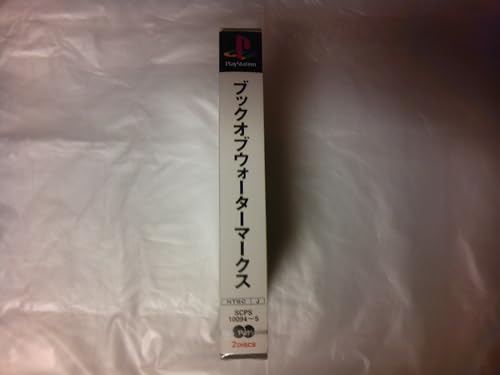 PlayStation
ブックオブウォーターマークス
NTSC J
SCPS
10094～5
2DISCS